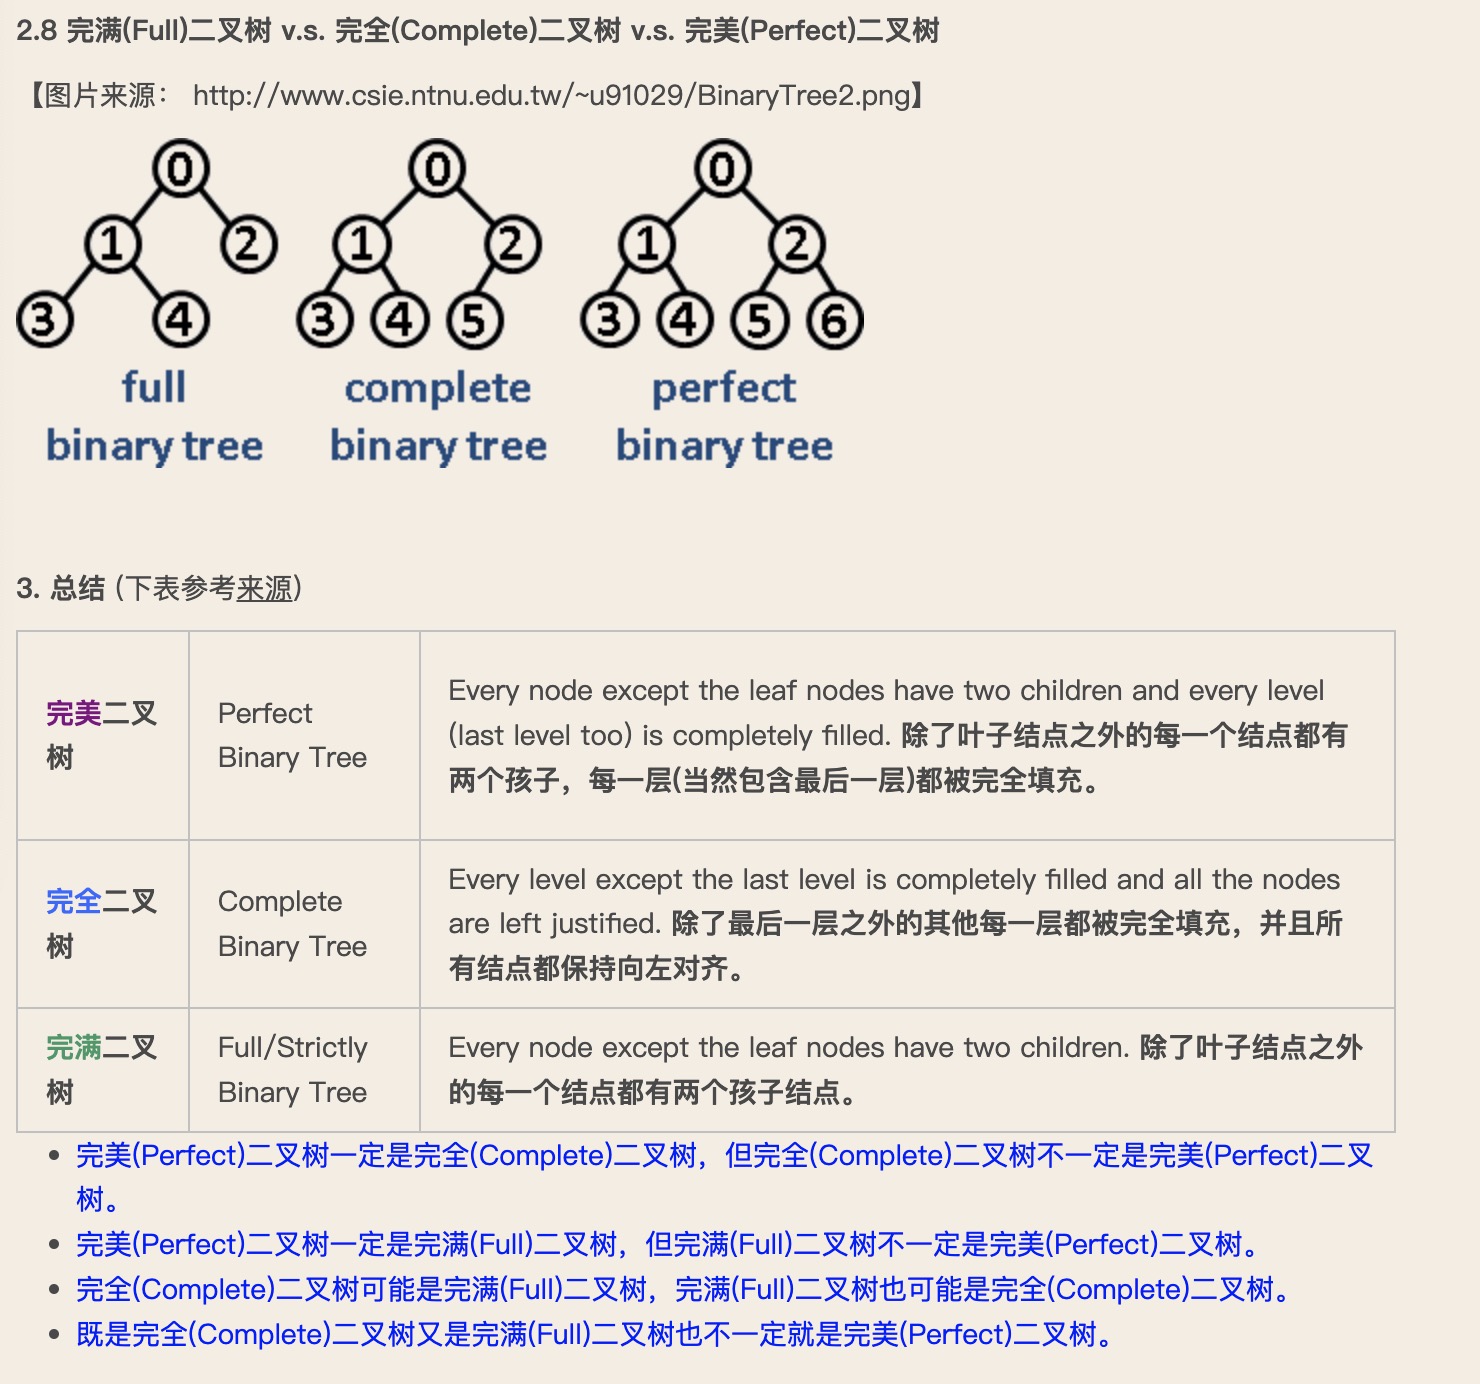 2.8 完满(Full)二叉树 v.s. 完全(Complete)二叉树 v.s. 完美(Perfect)二叉树
【图片来源： http://www.csie.ntnu.edu.tw/~u91029/BinaryTree2.png】
0 0 0
1 2 1 2 1 2
3 4 3 4 5 3 4 5 6
full complete perfect
binary tree binary tree binary tree
3. 总结 (下表参考来源)
完美二叉
树
Perfect
Binary Tree
Every node except the leaf nodes have two children and every level
(last level too) is completely filled. 除了叶子结点之外的每一个结点都有
两个孩子，每一层(当然包含最后一层)都被完全填充。
完全二叉
树
Complete
Binary Tree
Every level except the last level is completely filled and all the nodes
are left justified. 除了最后一层之外的其他每一层都被完全填充，并且所
有结点都保持向左对齐。
完满二叉
树
Full/Strictly
Binary Tree
Every node except the leaf nodes have two children. 除了叶子结点之外
的每一个结点都有两个孩子结点。
完美(Perfect)二叉树一定是完全(Complete)二叉树，但完全(Complete)二叉树不一定是完美(Perfect)二叉
树。
完美(Perfect)二叉树一定是完满(Full)二叉树，但完满(Full)二叉树不一定是完美(Perfect)二叉树。
完全(Complete)二叉树可能是完满(Full)二叉树，完满(Full)二叉树也可能是完全(Complete)二叉树。
既是完全(Complete)二叉树又是完满(Full)二叉树也不一定就是完美(Perfect)二叉树。